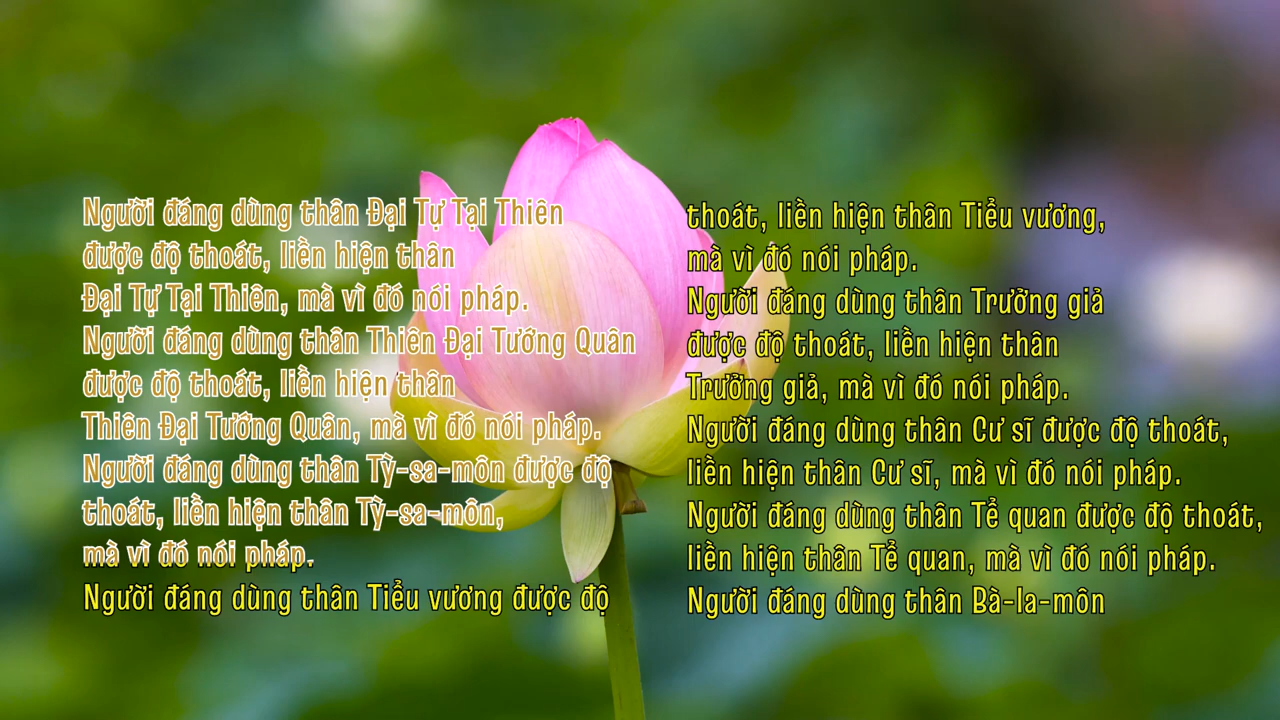 Người đáng dùng thân Đại Tự Tại Thiên
được độ thoát, liền hiện thân
Đại Tự Tại Thiên, mà vì đó nói pháp.
Người đáng dùng thân Thiên Đại Tướng Quân
được độ thoát, liền hiện thân
Thiên Đại Tướng Quân, mà vì đó nói pháp.
Người đáng dùng thân Tỳ-sa-môn được độ
thoát, liền hiện thân Tỳ-sa-môn,
mà vì đó nói pháp.
Người đáng dùng thân Tiểu vương được độ
thoát, liền hiện thân Tiểu vương,
mà vì đó nói pháp.
Người đáng dùng thân Trưởng giả
được độ thoát, liền hiện thân
Trưởng giả, mà vì đó nói pháp.
Người đáng dùng thân Cư sĩ được độ thoát,
liền hiện thân Cư sĩ, mà vì đó nói pháp.
Người đáng dùng thân Tể quan được độ thoát,
liền hiện thân Tể quan, mà vì đó nói pháp.
Người đáng dùng thân Bà-la-môn